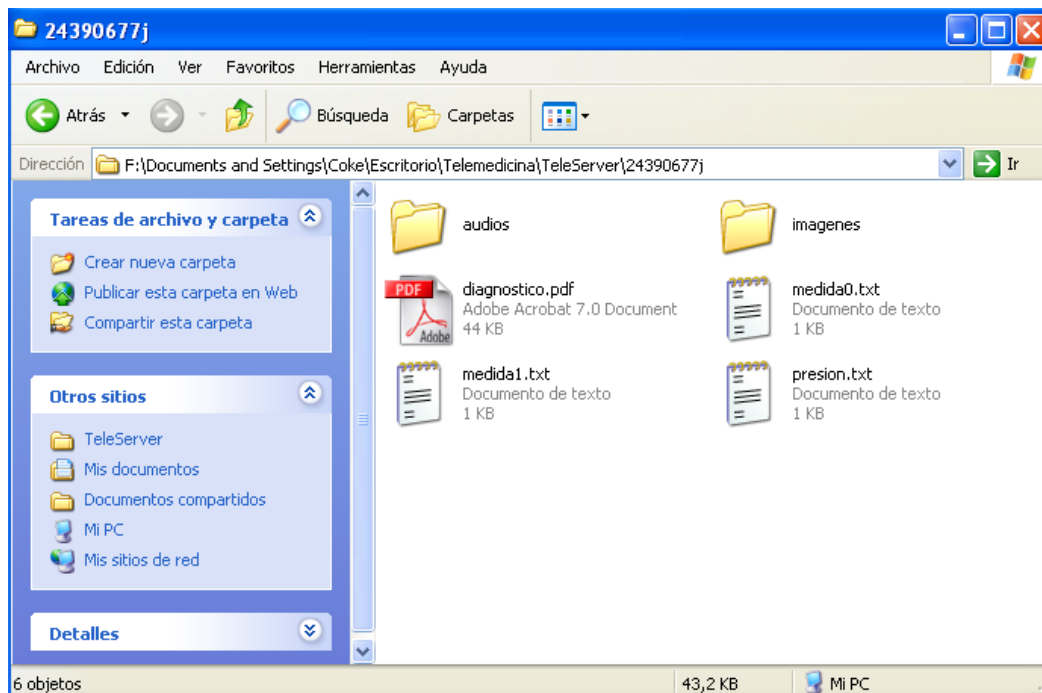 24390677j
Archivo Edición Ver Favoritos Herramientas Ayuda
Atrás Búsqueda Carpetas
Dirección F:\Documents and Settings\Coke\Escritorio\Telemedicina\TeleServer\24390677j Ir
Tareas de archivo y carpeta
Crear nueva carpeta
Publicar esta carpeta en Web
Compartir esta carpeta
Otros sitios
TeleServer
Mis documentos
Documentos compartidos
Mi PC
Mis sitios de red
Detalles
audios
imagenes
PDF
Adobe
diagnostico.pdf
Adobe Acrobat 7.0 Document
44 KB
medida0.txt
Documento de texto
1 KB
medida1.txt
Documento de texto
1 KB
presion.txt
Documento de texto
1 KB
6 objetos 43,2 KB Mi PC